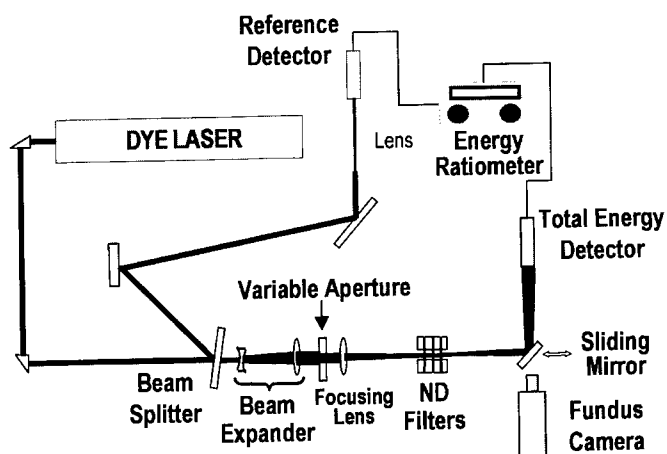 Reference
Detector
DYE LASER
Lens
Energy
Ratiometer
Total Energy
Detector
Variable Aperture
Sliding
Mirror
Beam
Splitter
Beam
Expander
Focusing
Lens
ND
Filters
Fundus
Camera